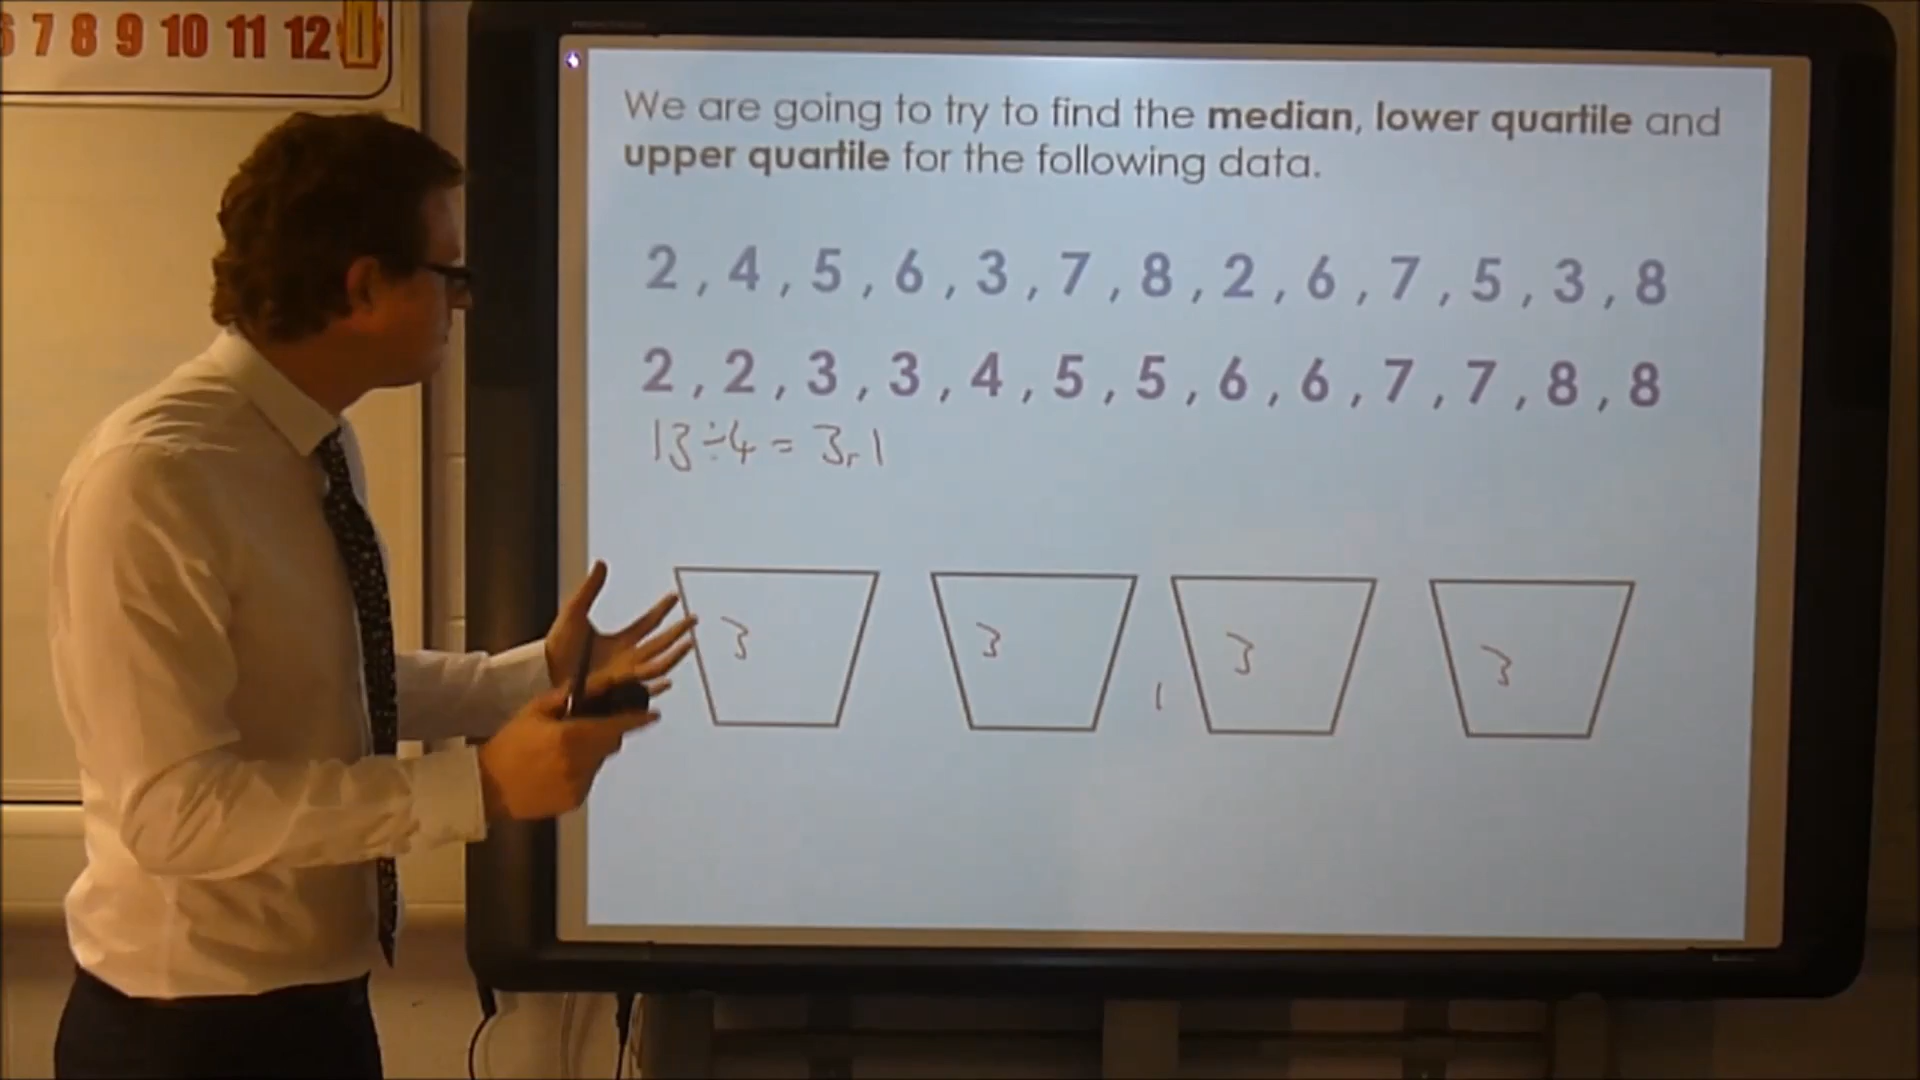 6 7 8 9 10 11 12
We are going to try to find the median, lower quartile and
upper quartile for the following data.
2 , 4 , 5 , 6 , 3 , 7 , 8 , 2 , 6 , 7 , 5 , 3 , 8
2 , 2 , 3 , 3 , 4 , 5 , 5 , 6 , 6 , 7 , 7 , 8 , 8
13÷4 = 3r1
3 3 1 3 3